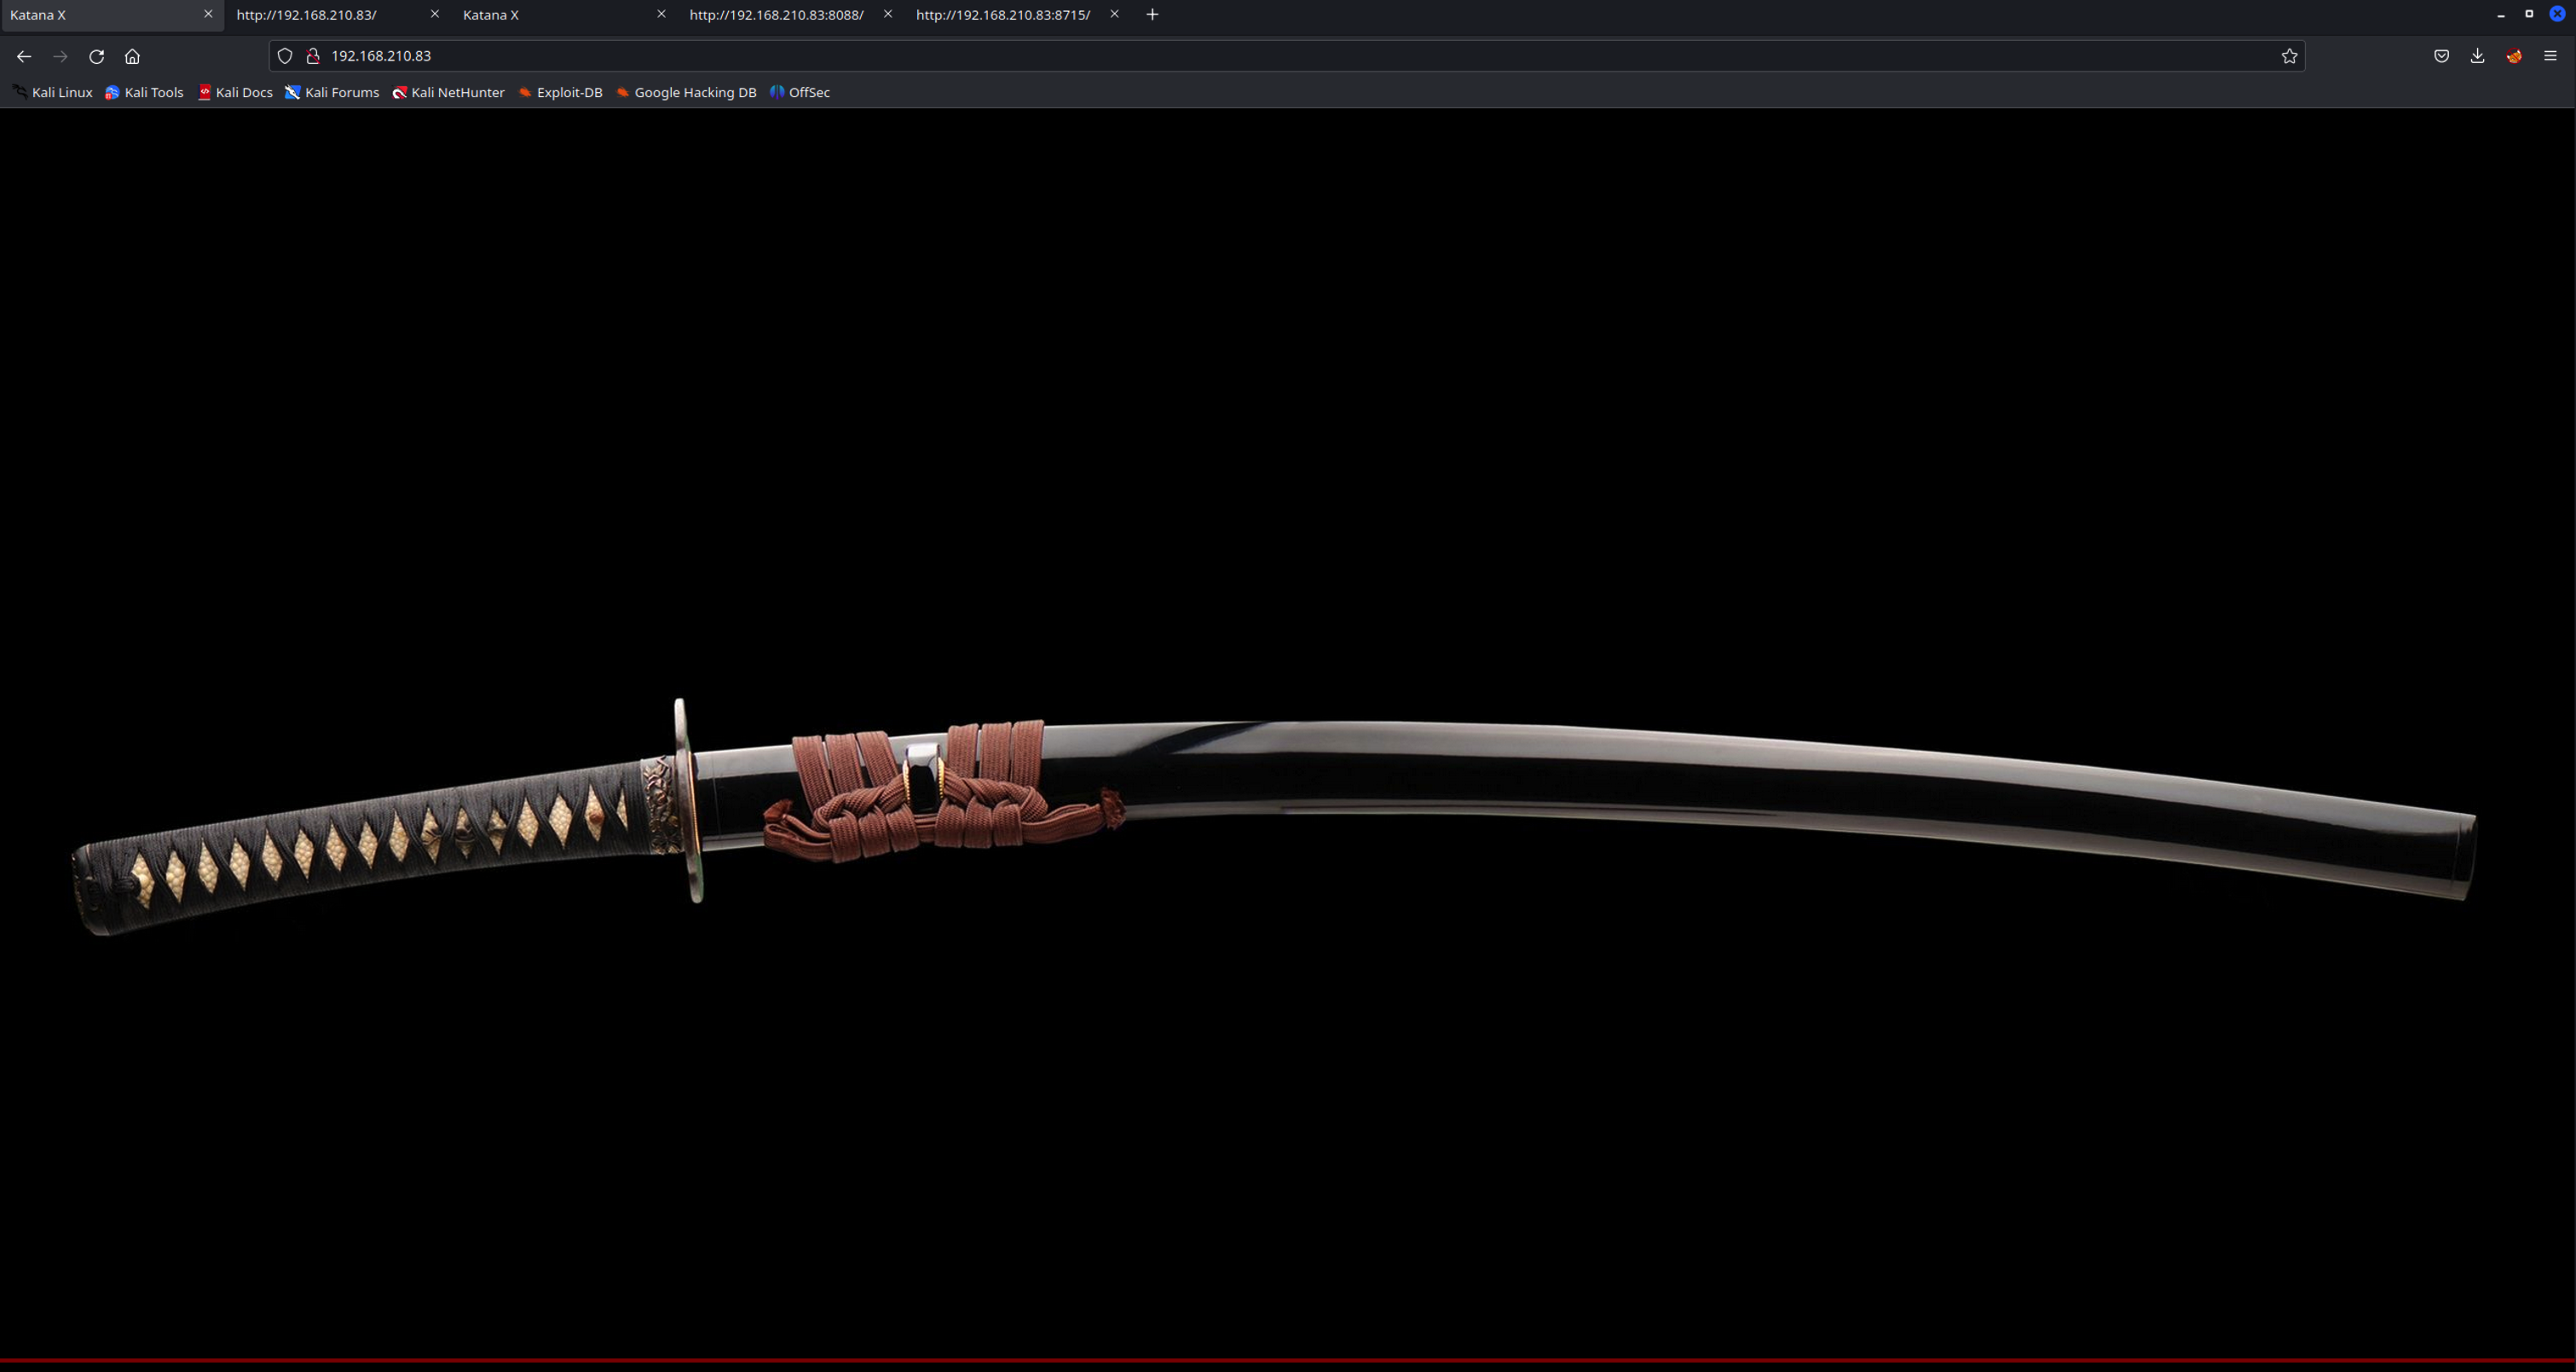 Katana X http://192.168.210.83/ Katana X http://192.168.210.83:8088/ http://192.168.210.83:8715/
192.168.210.83
Kali Linux Kali Tools Kali Docs Kali Forums Kali NetHunter Exploit-DB Google Hacking DB OffSec